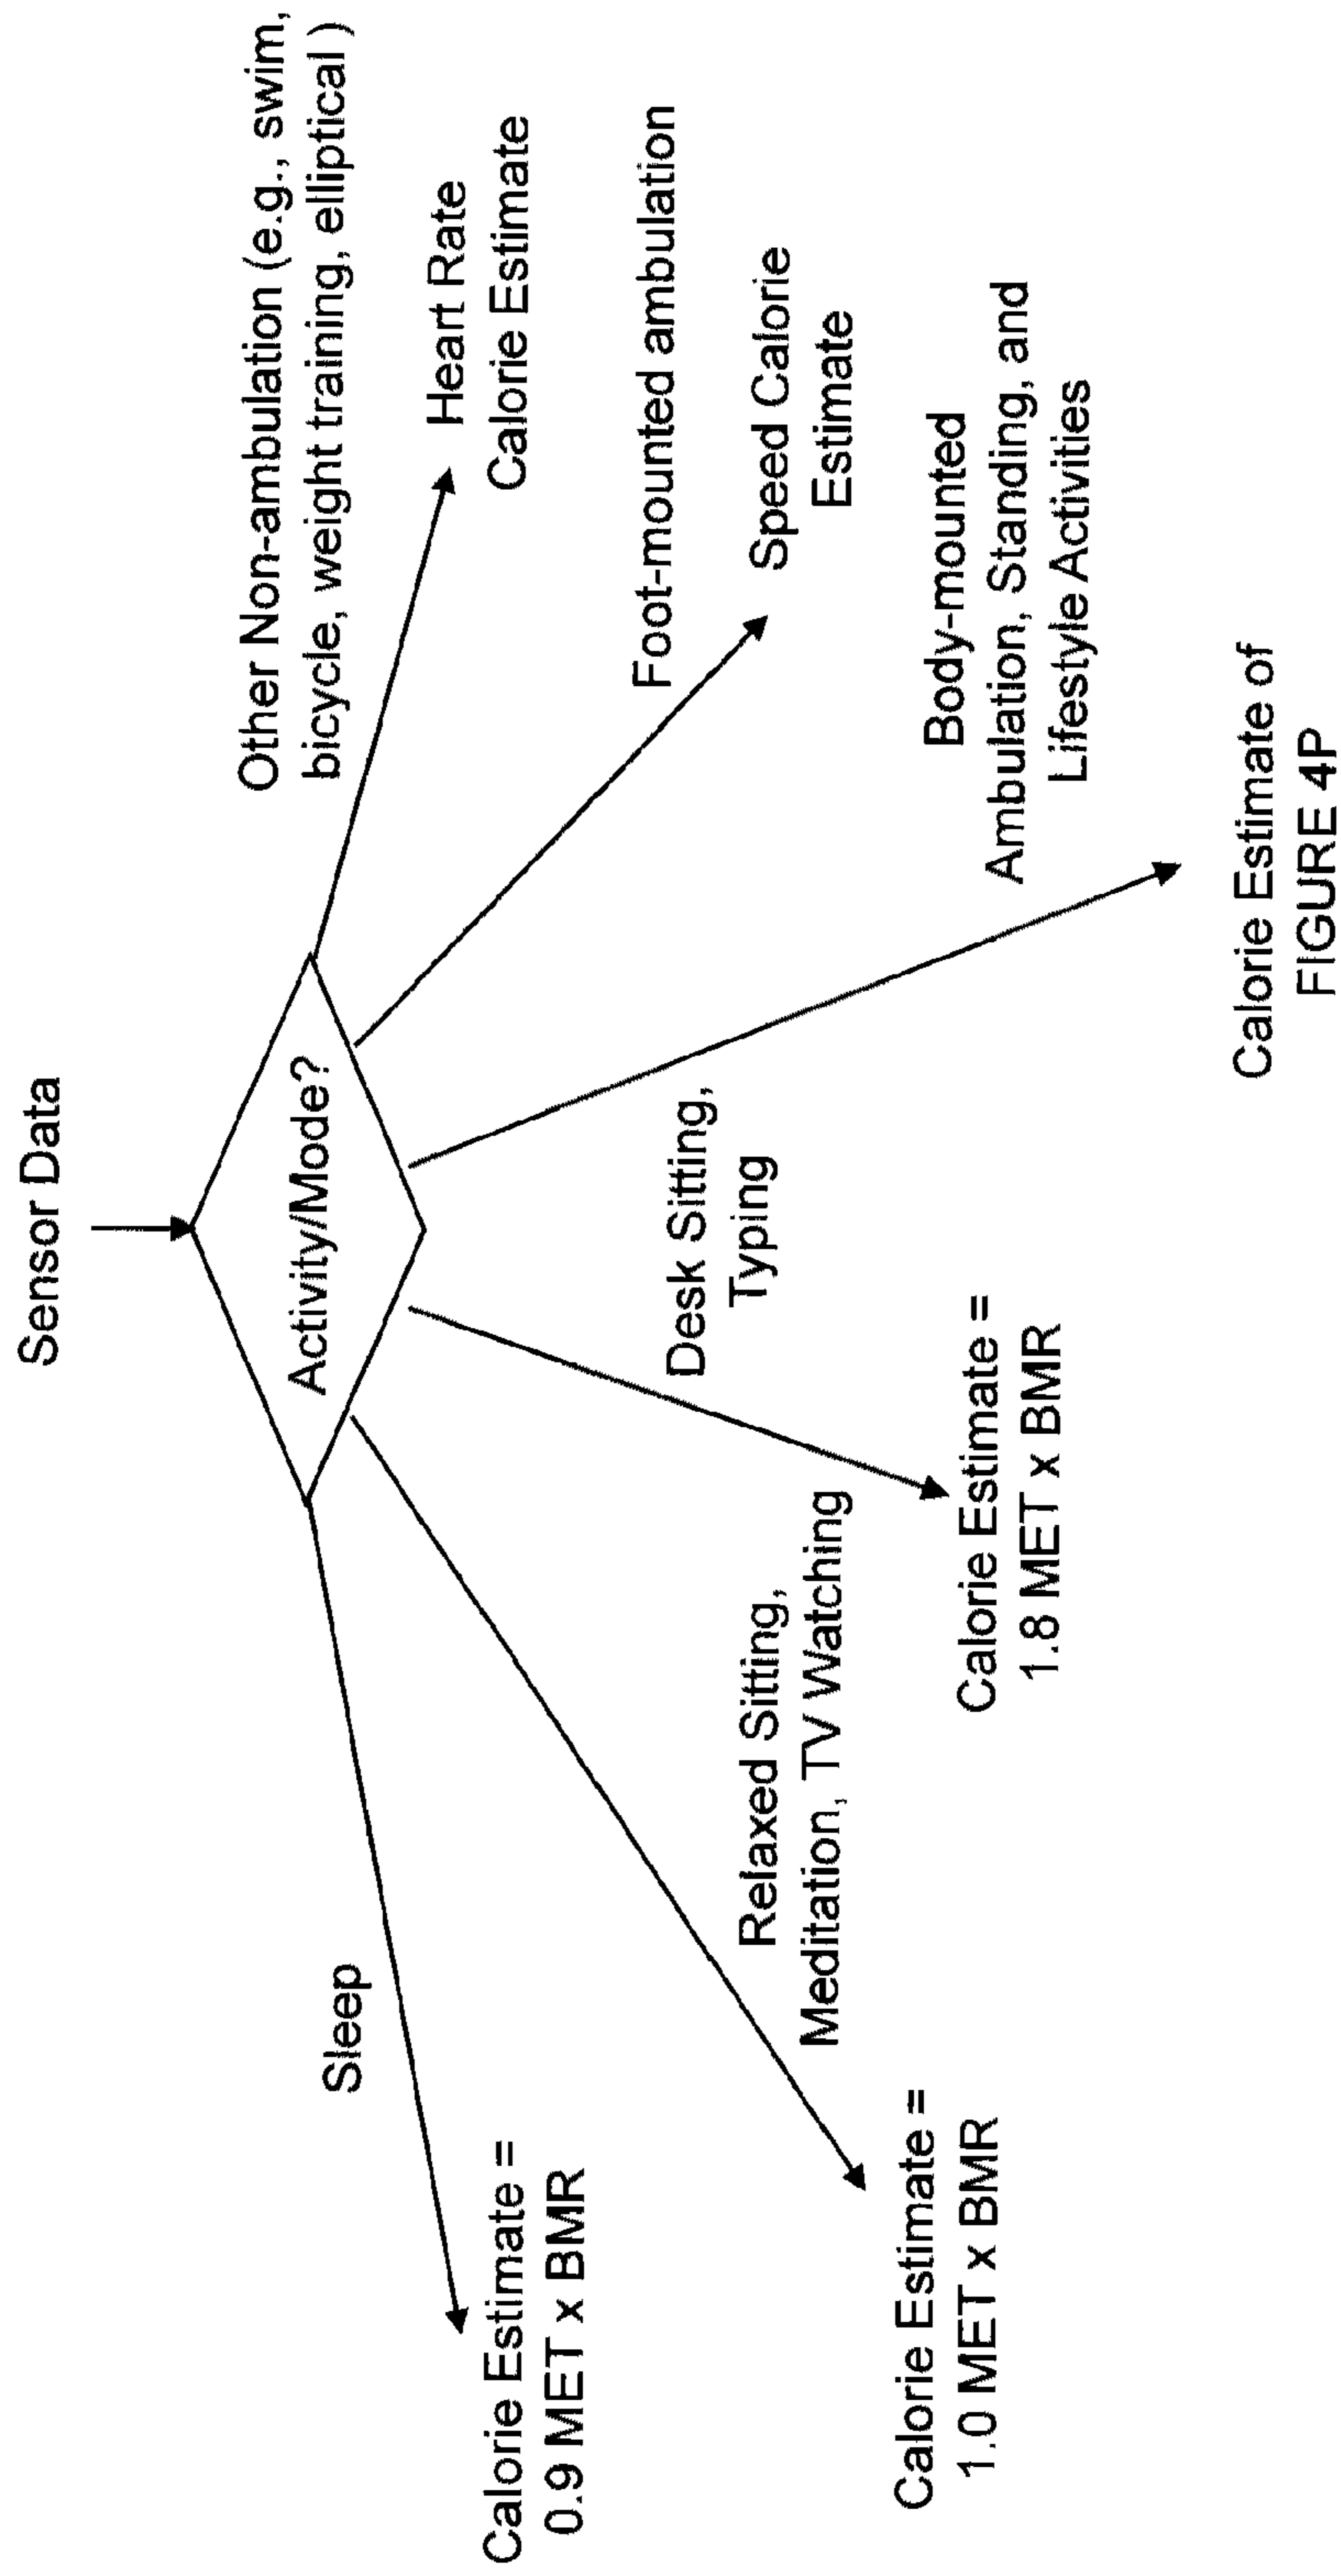 Sensor Data
Activity/Mode?
Sleep
Calorie Estimate =
0.9 MET x BMR
Relaxed Sitting,
Meditation, TV Watching
Calorie Estimate =
1.0 MET x BMR
Desk Sitting,
Typing
Calorie Estimate =
1.8 MET x BMR
Body-mounted
Ambulation, Standing, and
Lifestyle Activities
Calorie Estimate of
FIGURE 4P
Foot-mounted ambulation
Speed Calorie
Estimate
Other Non-ambulation (e.g., swim,
bicycle, weight training, elliptical )
Heart Rate
Calorie Estimate